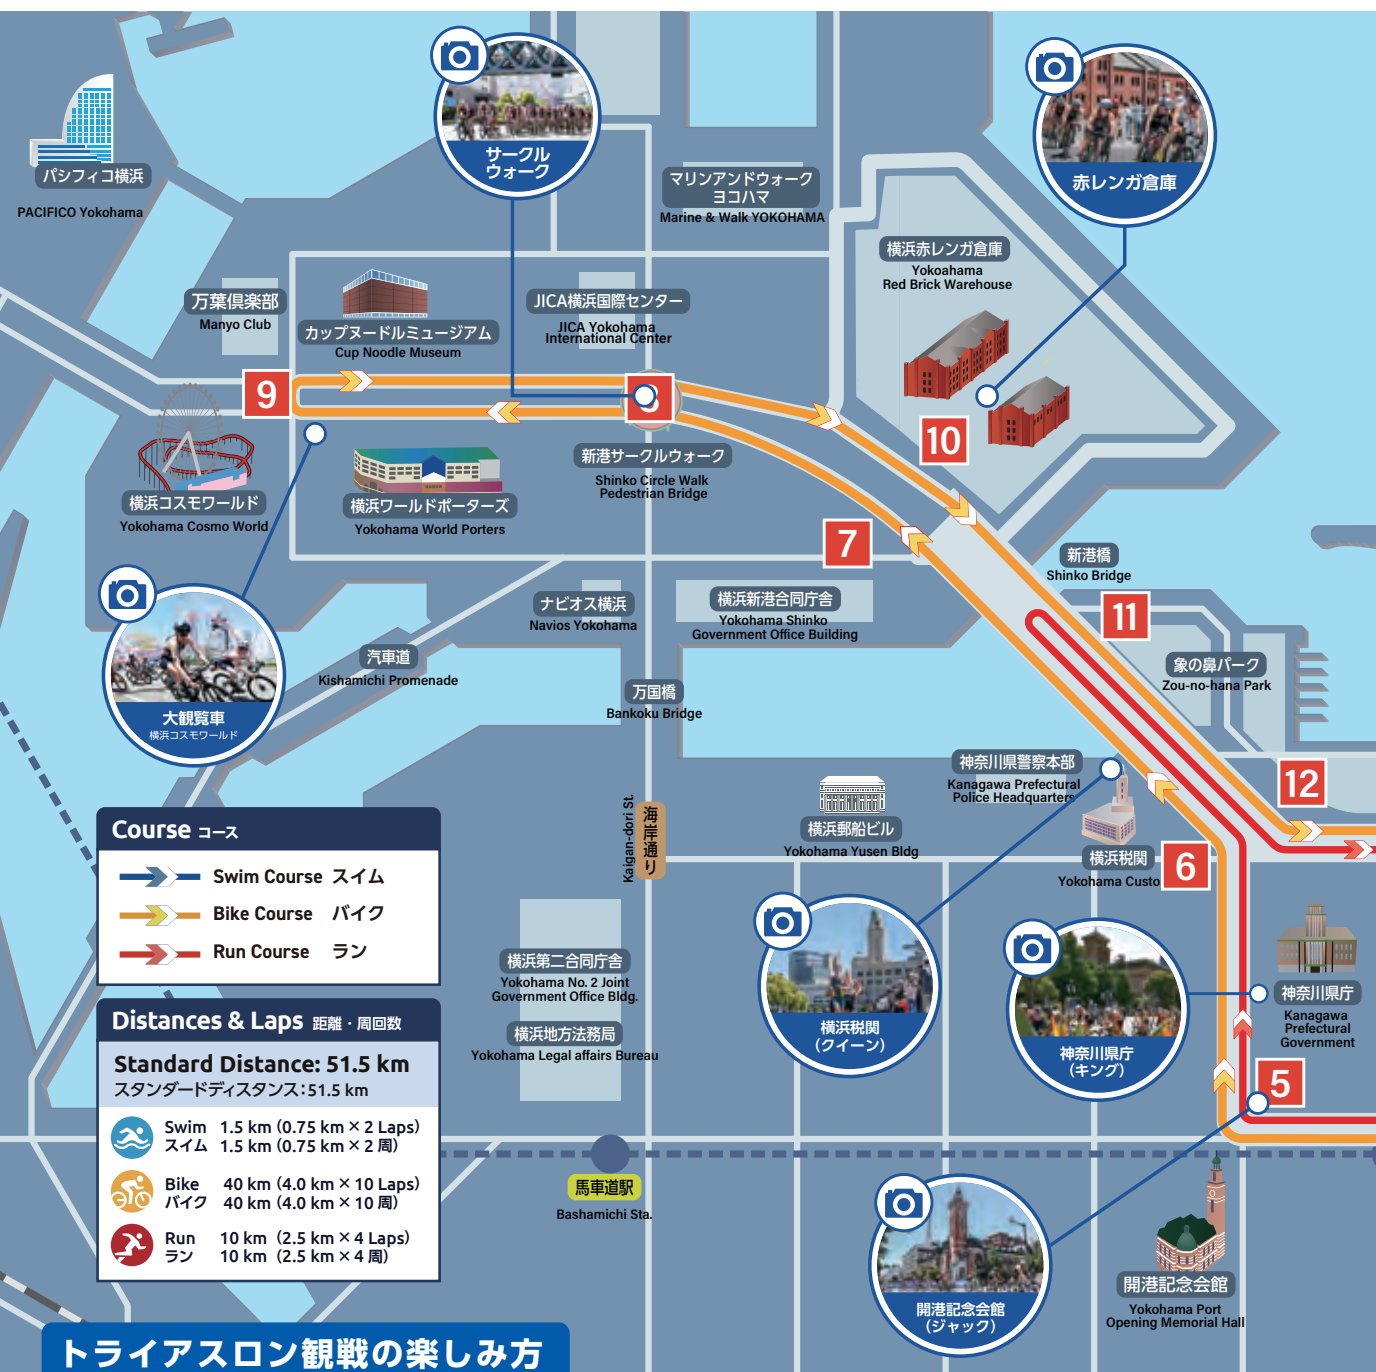 サークル
ウォーク
赤レンガ倉庫
パシフィコ横浜
PACIFICO Yokohama
マリンアンドウォーク
ヨコハマ
Marine & Walk YOKOHAMA
横浜赤レンガ倉庫
Yokoahama
Red Brick Warehouse
万葉倶楽部
Manyo Club
カップヌードルミュージアム
Cup Noodle Museum
JICA横浜国際センター
JICA Yokohama
International Center
9
8
10
横浜コスモワールド
Yokohama Cosmo World
横浜ワールドポーターズ
Yokohama World Porters
新港サークルウォーク
Shinko Circle Walk
Pedestrian Bridge
7
新港橋
Shinko Bridge
11
ナビオス横浜
Navios Yokohama
横浜新港合同庁舎
Yokohama Shinko
Government Office Building
汽車道
Kishamichi Promenade
万国橋
Bankoku Bridge
象の鼻パーク
Zou-no-hana Park
大観覧車
横浜コスモワールド
神奈川県警察本部
Kanagawa Prefectural
Police Headquarters
12
海岸通り
Kaigan-dori St.
横浜郵船ビル
Yokohama Yusen Bldg
横浜税関
Yokohama Custo
6
Course コース
Swim Course スイム
Bike Course バイク
Run Course ラン
横浜第二合同庁舎
Yokohama No. 2 Joint
Government Office Bldg.
横浜地方法務局
Yokohama Legal affairs Bureau
横浜税関
(クイーン)
神奈川県庁
(キング)
神奈川県庁
Kanagawa
Prefectural
Government
5
Distances & Laps 距離・周回数
Standard Distance: 51.5 km
スタンダードディスタンス:51.5 km
Swim 1.5 km (0.75 km × 2 Laps)
スイム 1.5 km (0.75 km × 2 周)
Bike 40 km (4.0 km × 10 Laps)
バイク 40 km (4.0 km × 10 周)
Run 10 km (2.5 km × 4 Laps)
ラン 10 km (2.5 km × 4 周)
馬車道駅
Bashamichi Sta.
開港記念会館
(ジャック)
開港記念会館
Yokohama Port
Opening Memorial Hall
トライアスロン観戦の楽しみ方